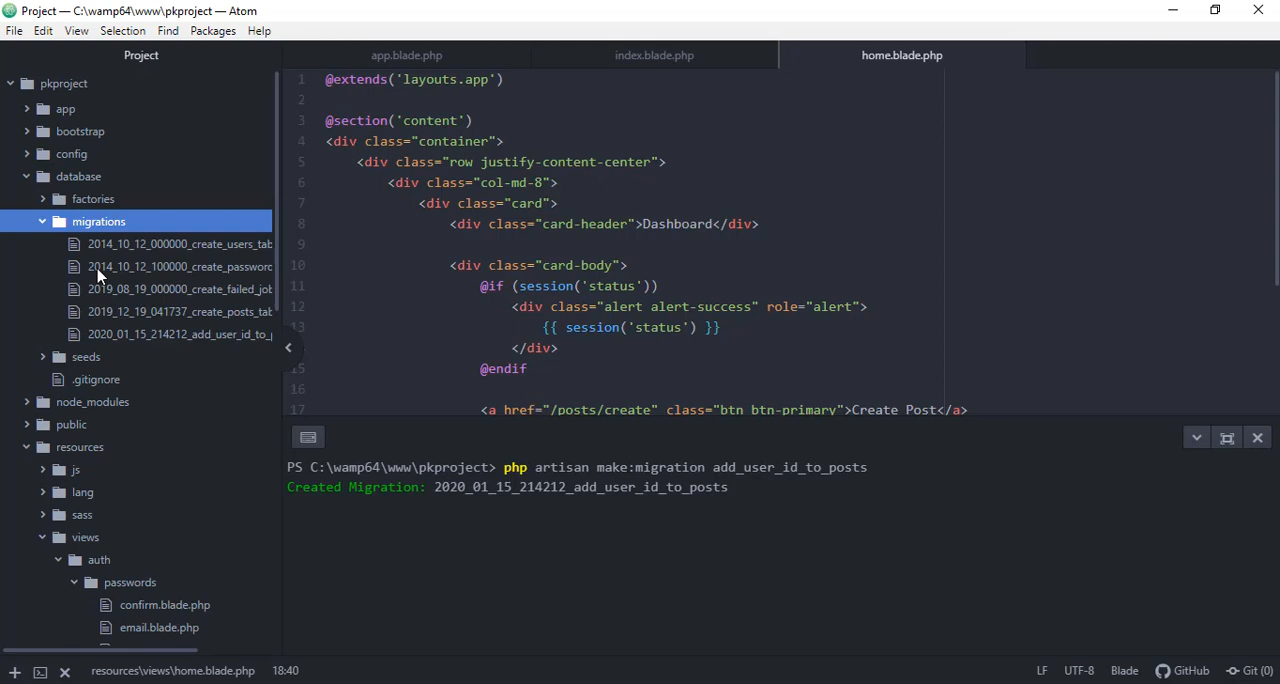 Project — C:\wamp64\www\pkproject — Atom
File Edit View Selection Find Packages Help
Project
app.blade.php
index.blade.php
home.blade.php
pkproject
app
bootstrap
config
database
factories
migrations
2014_10_12_000000_create_users_tab
2014_10_12_100000_create_password
2019_08_19_000000_create_failed_job
2019_12_19_041737_create_posts_tab
2020_01_15_214212_add_user_id_to_p
seeds
.gitignore
node_modules
public
resources
js
lang
sass
views
auth
passwords
confirm.blade.php
email.blade.php
1 @extends('layouts.app')
2
3 @section('content')
4 <div class="container">
5 <div class="row justify-content-center">
6 <div class="col-md-8">
7 <div class="card">
8 <div class="card-header">Dashboard</div>
9
10 <div class="card-body">
11 @if (session('status'))
12 <div class="alert alert-success" role="alert">
13 {{ session('status') }}
</div>
15 @endif
16
17 <a href="/posts/create" class="btn btn-primary">Create Post</a>
PS C:\wamp64\www\pkproject> php artisan make:migration add_user_id_to_posts
Created Migration: 2020_01_15_214212_add_user_id_to_posts
resources\views\home.blade.php 18:40
LF UTF-8 Blade GitHub Git (0)